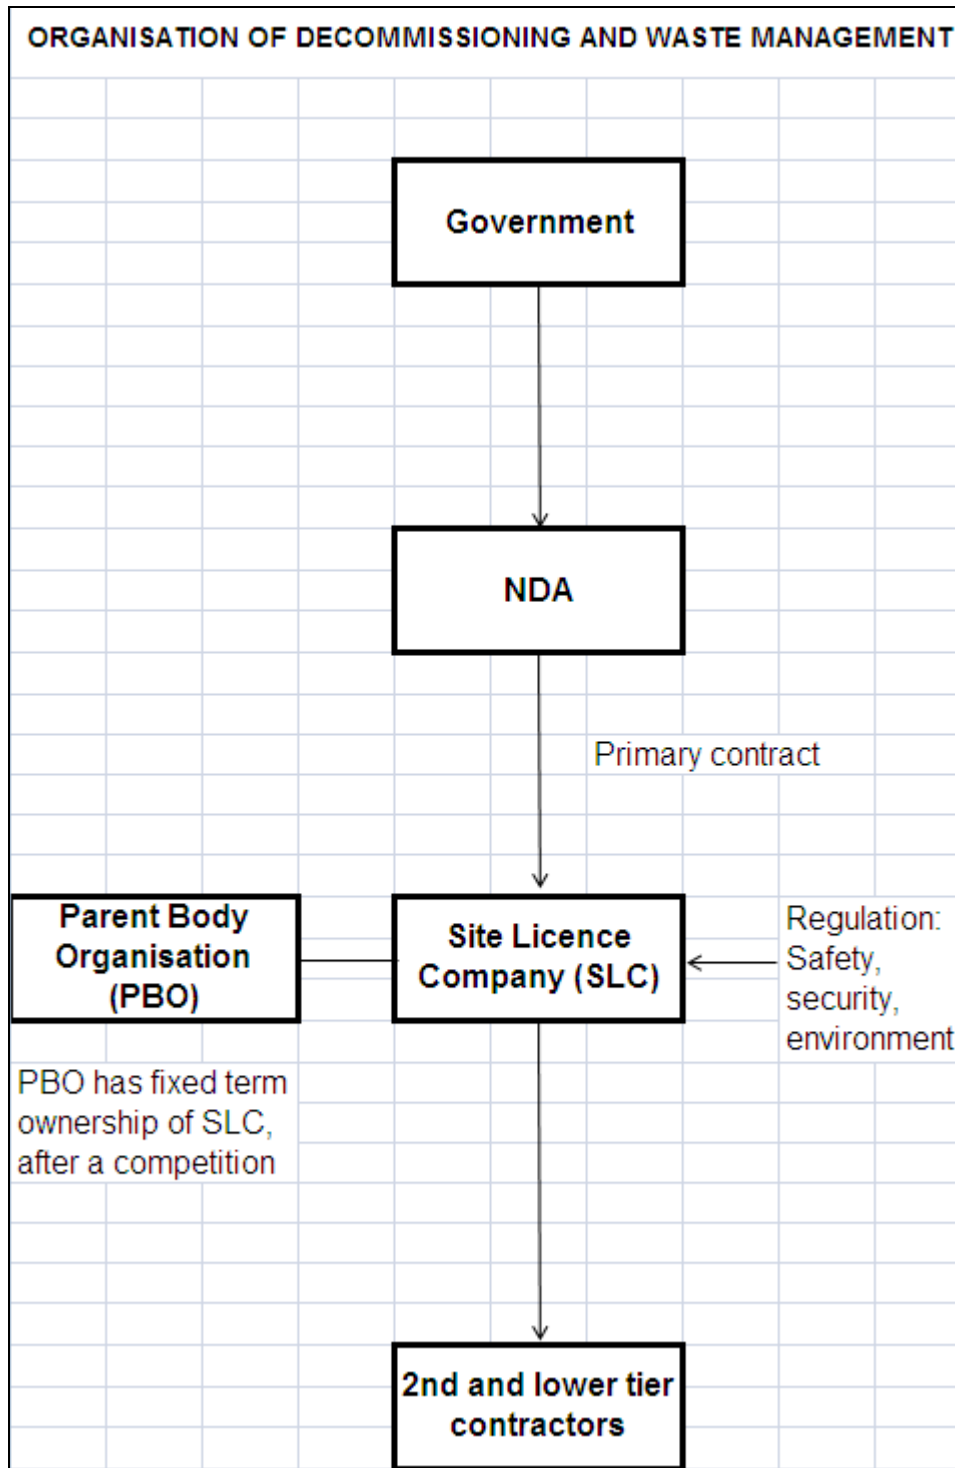 ORGANISATION OF DECOMMISSIONING AND WASTE MANAGEMENT
Government
NDA
Primary contract
Parent Body
Organisation
(PBO)
Site Licence
Company (SLC)
Regulation:
Safety,
security,
environment
PBO has fixed term
ownership of SLC,
after a competition
2nd and lower tier
contractors